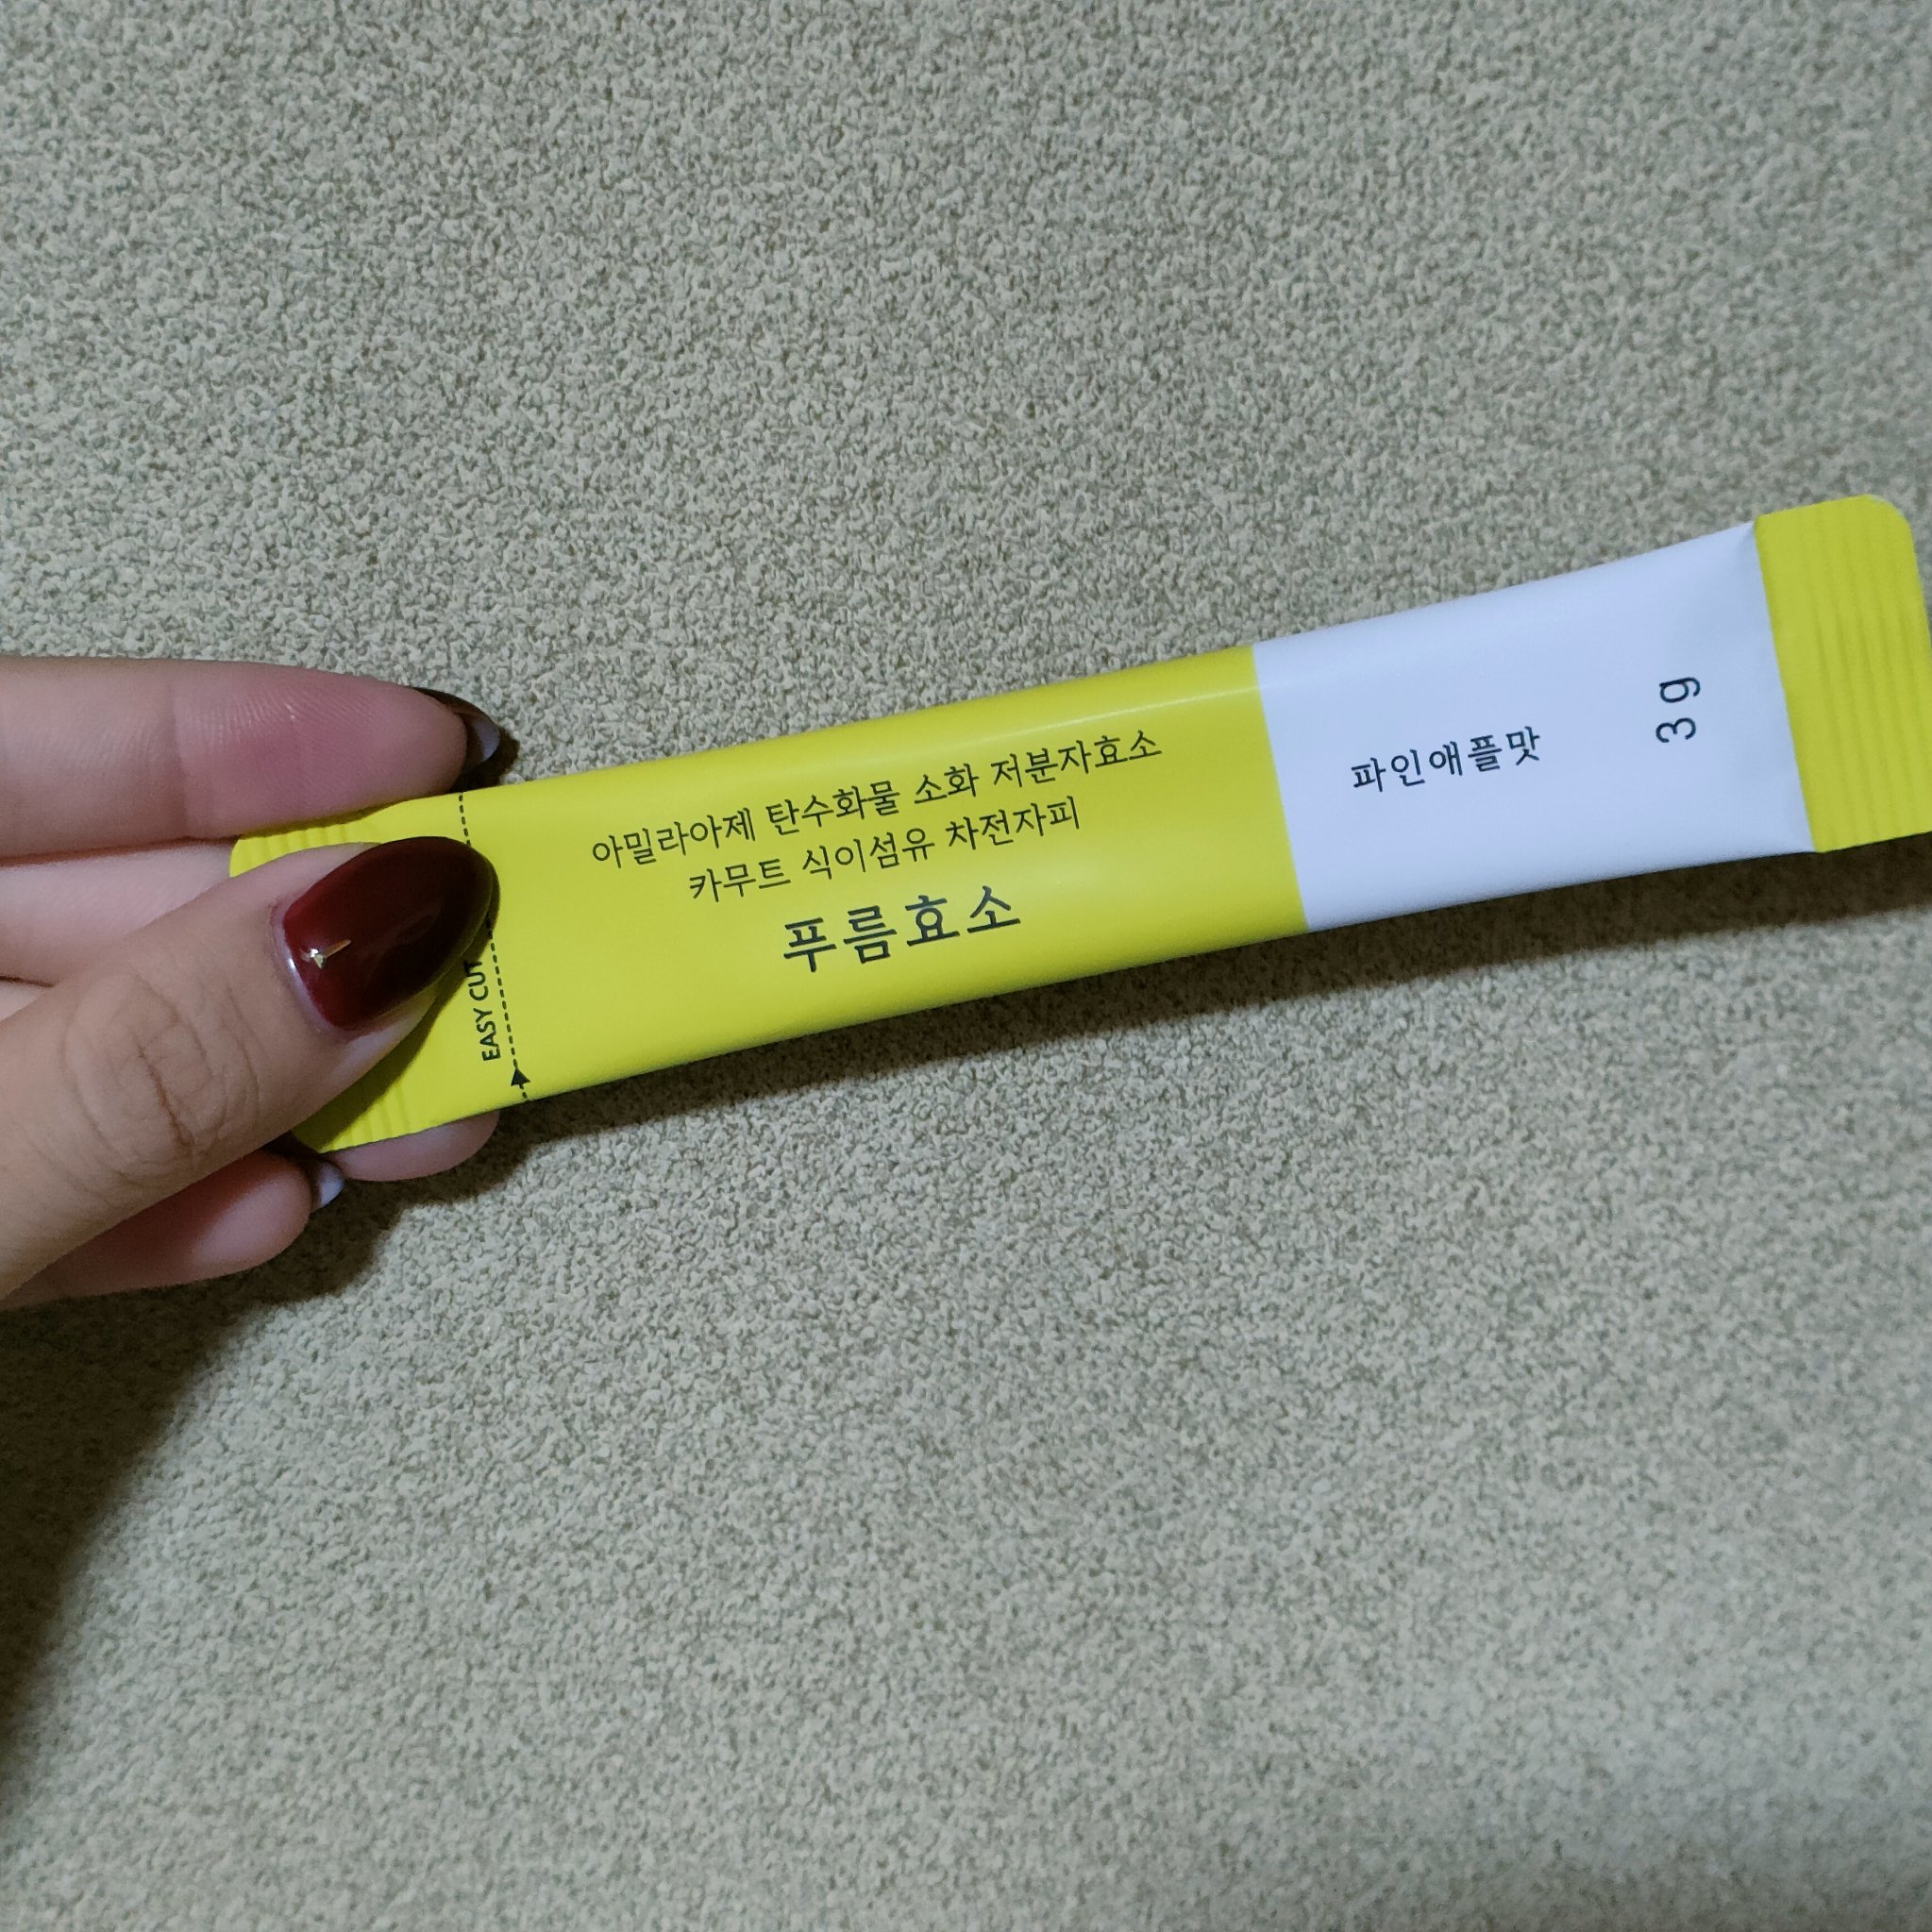 아밀라아제 탄수화물 소화 저분자효소
카무트 식이섬유 차전자피
푸름효소
파인애플맛
3g
EASY CUT